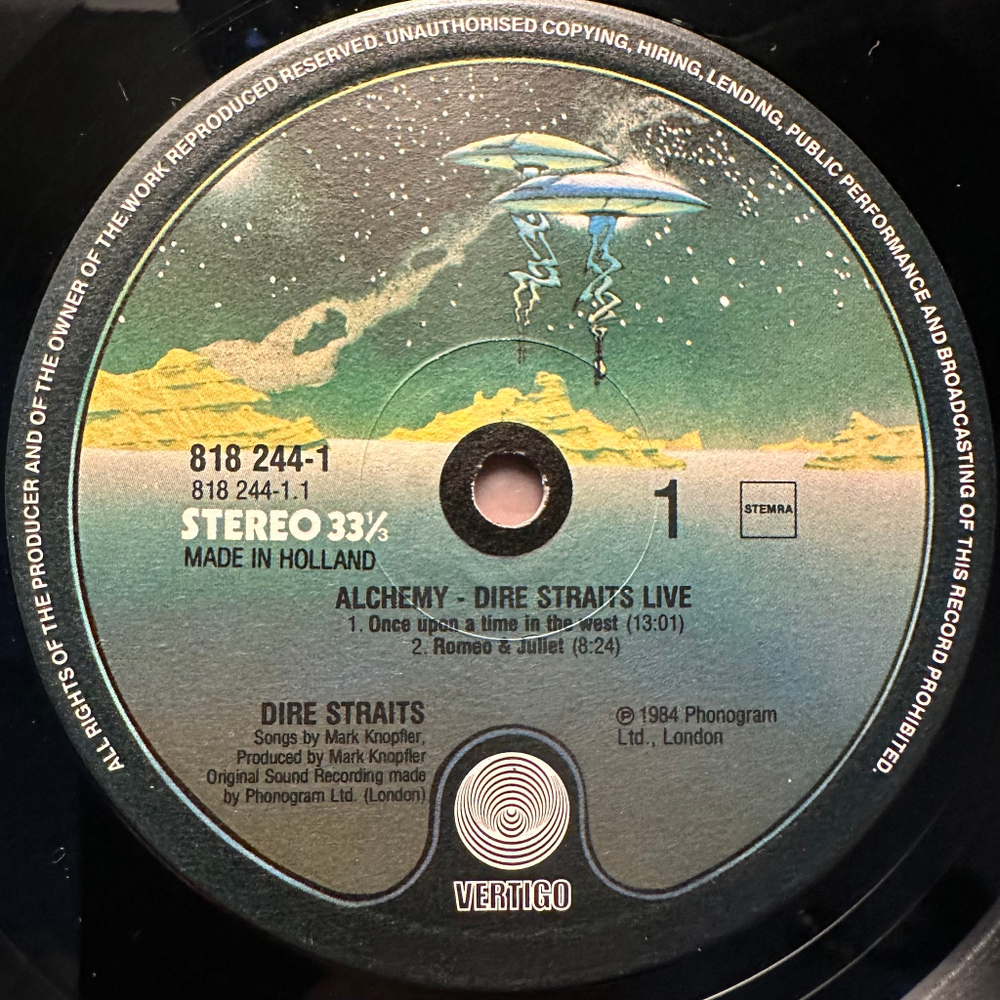 ALL RIGHTS OF THE PRODUCER AND OF THE OWNER OF THE WORK REPRODUCED RESERVED. UNAUTHORISED COPYING, HIRING, LENDING, PUBLIC PERFORMANCE AND BROADCASTING OF THIS RECORD PROHIBITED.
818 244-1
818 244-1.1
STEREO 33⅓
MADE IN HOLLAND
1
STEMRA
ALCHEMY - DIRE STRAITS LIVE
1. Once upon a time in the west (13:01)
2. Romeo & Juliet (8:24)
DIRE STRAITS
Songs by Mark Knopfler,
Produced by Mark Knopfler
Original Sound Recording made
by Phonogram Ltd. (London)
℗ 1984 Phonogram
Ltd., London
VERTIGO